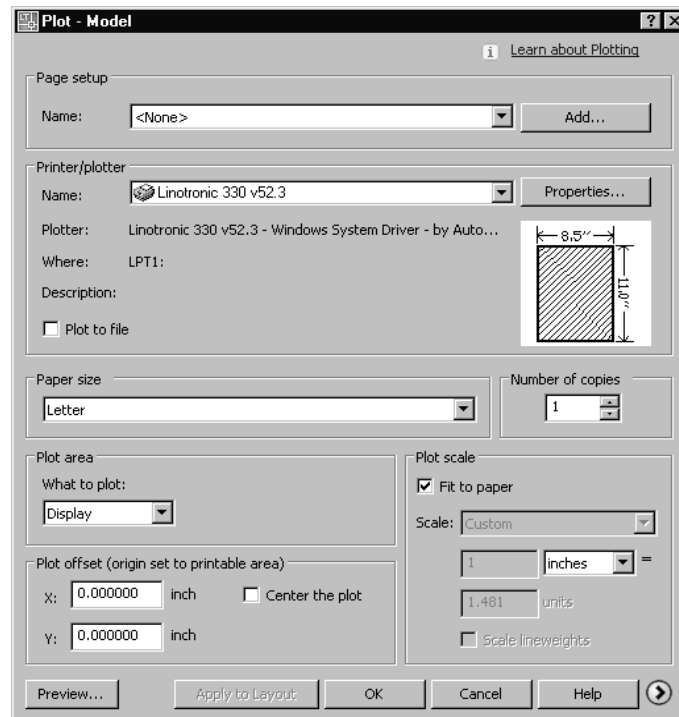 Plot - Model
Learn about Plotting
Page setup
Name: <None> Add...
Printer/plotter
Name: Linotronic 330 v52.3 Properties...
Plotter: Linotronic 330 v52.3 - Windows System Driver - by Auto...
Where: LPT1:
Description:
Plot to file
8.5″
11.0″
Paper size
Letter
Number of copies
1
Plot area
What to plot:
Display
Plot scale
Fit to paper
Scale: Custom
1 inches =
1.481 units
Scale lineweights
Plot offset (origin set to printable area)
X: 0.000000 inch Center the plot
Y: 0.000000 inch
Preview... Apply to Layout OK Cancel Help